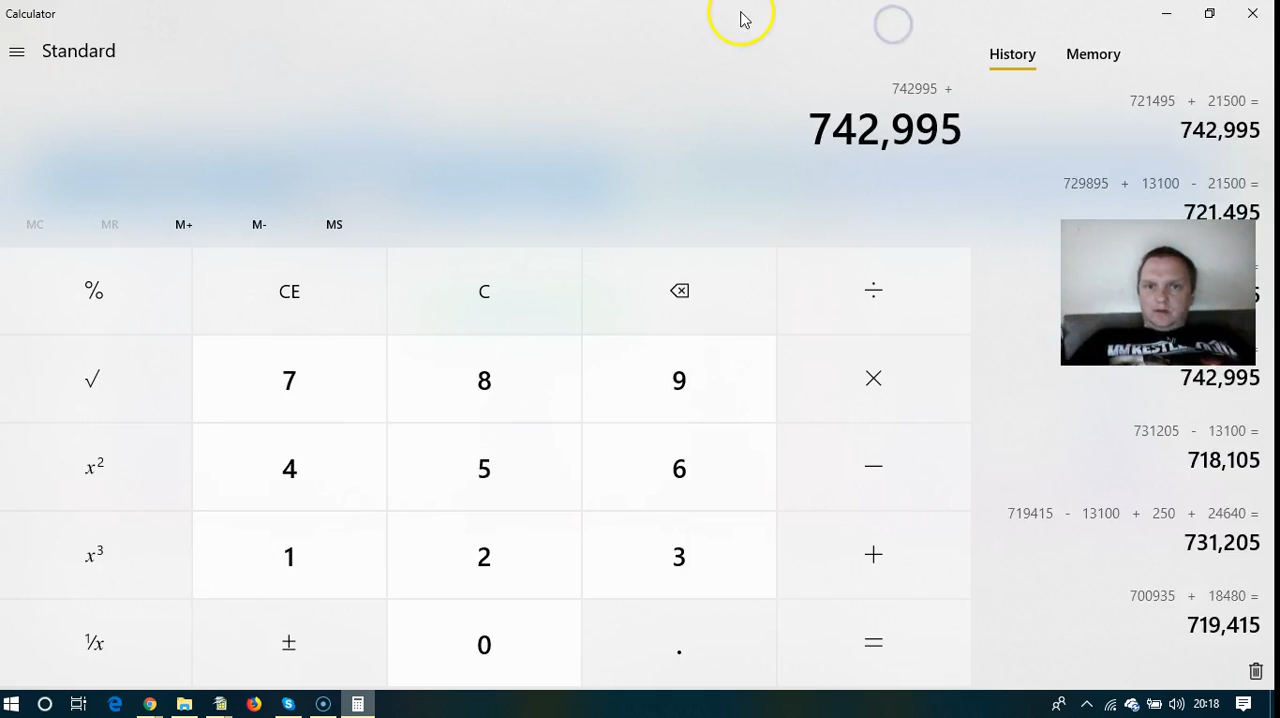 Calculator
Standard
History
Memory
742995 +
742,995
721495 + 21500 =
742,995
729895 + 13100 - 21500 =
721,495
MC
MR
M+
M-
MS
%
CE
C
÷
√
7
8
9
×
742,995
x²
4
5
6
−
731205 - 13100 =
718,105
x³
1
2
3
+
719415 - 13100 + 250 + 24640 =
731,205
¹/x
±
0
.
=
700935 + 18480 =
719,415
20:18